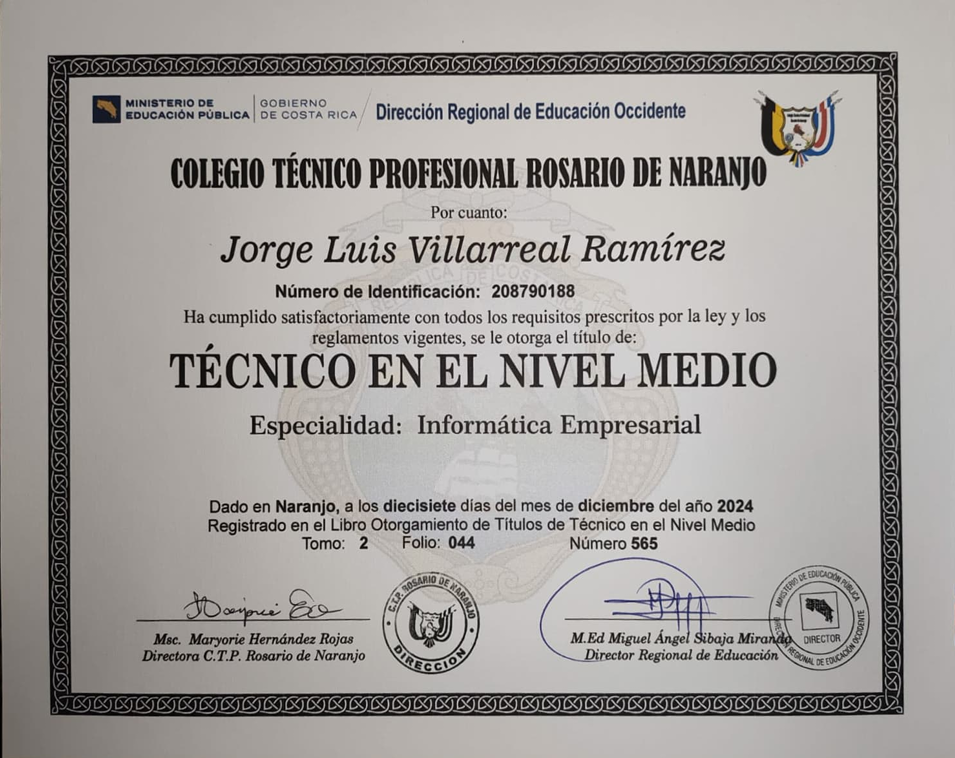 MINISTERIO DE
EDUCACIÓN PÚBLICA
GOBIERNO
DE COSTA RICA
Dirección Regional de Educación Occidente
COLEGIO TÉCNICO PROFESIONAL ROSARIO DE NARANJO
Por cuanto:
Jorge Luis Villarreal Ramírez
Número de Identificación: 208790188
Ha cumplido satisfactoriamente con todos los requisitos prescritos por la ley y los
reglamentos vigentes, se le otorga el título de:
TÉCNICO EN EL NIVEL MEDIO
Especialidad: Informática Empresarial
Dado en Naranjo, a los diecisiete días del mes de diciembre del año 2024
Registrado en el Libro Otorgamiento de Títulos de Técnico en el Nivel Medio
Tomo: 2 Folio: 044 Número 565
Msc. Maryorie Hernández Rojas
Directora C.T.P. Rosario de Naranjo
C.T.P. ROSARIO DE NARANJO
DIRECCION
M.Ed Miguel Ángel Sibaja Miranda
Director Regional de Educación
MINISTERIO DE EDUCACIÓN PÚBLICA
DIRECTOR
REGIONAL DE EDUCACIÓN OCCIDENTE